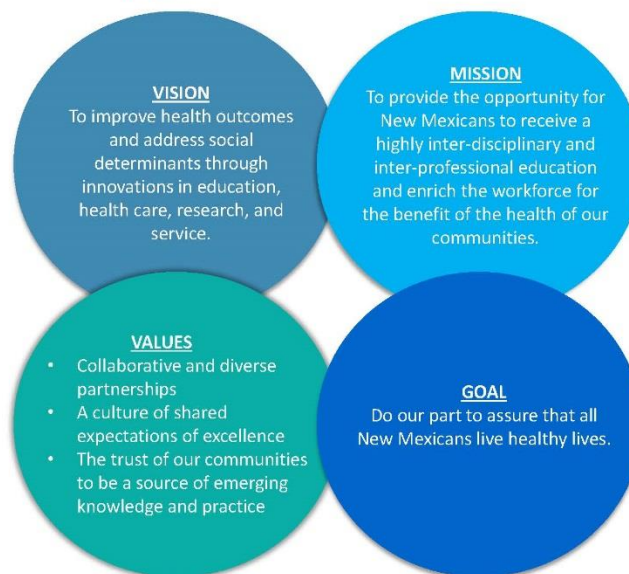 VISION
To improve health outcomes
and address social
determinants through
innovations in education,
health care, research, and
service.
MISSION
To provide the opportunity for
New Mexicans to receive a
highly inter-disciplinary and
inter-professional education
and enrich the workforce for
the benefit of the health of our
communities.
VALUES
• Collaborative and diverse
partnerships
• A culture of shared
expectations of excellence
• The trust of our communities
to be a source of emerging
knowledge and practice
GOAL
Do our part to assure that all
New Mexicans live healthy lives.